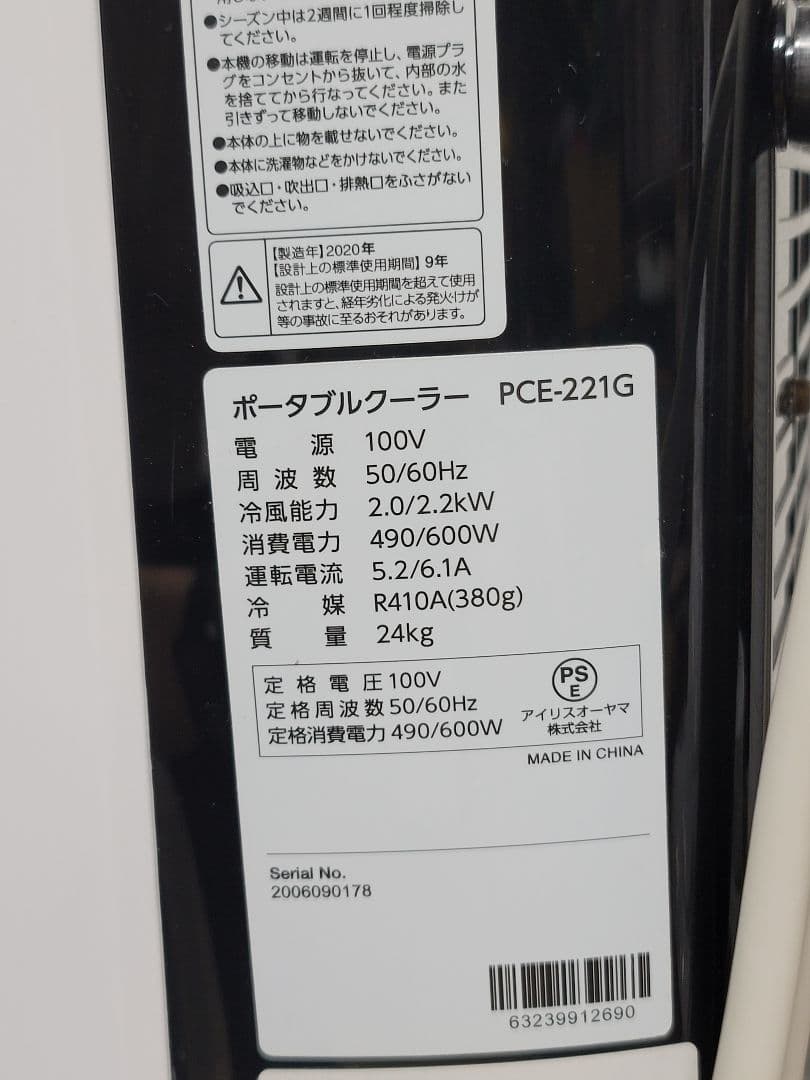 ●シーズン中は2週間に1回程度掃除し
てください。
●本機の移動は運転を停止し、電源プラ
グをコンセントから抜いて、内部の水
を捨ててから行なってください。また
引きずって移動しないでください。
●本体の上に物を載せないでください。
●本体に洗濯物などをかけないでください。
●吸込口・吹出口・排熱口をふさがない
でください。
【製造年】2020年
【設計上の標準使用期間】9年
設計上の標準使用期間を超えて使用
されますと、経年劣化による発火・けが
等の事故に至るおそれがあります。
ポータブルクーラー PCE-221G
電源 100V
周波数 50/60Hz
冷風能力 2.0/2.2kW
消費電力 490/600W
運転電流 5.2/6.1A
冷媒 R410A(380g)
質量 24kg
定格電圧 100V
定格周波数 50/60Hz
定格消費電力 490/600W
PS
E
アイリスオーヤマ
株式会社
MADE IN CHINA
Serial No.
2006090178
63239912690